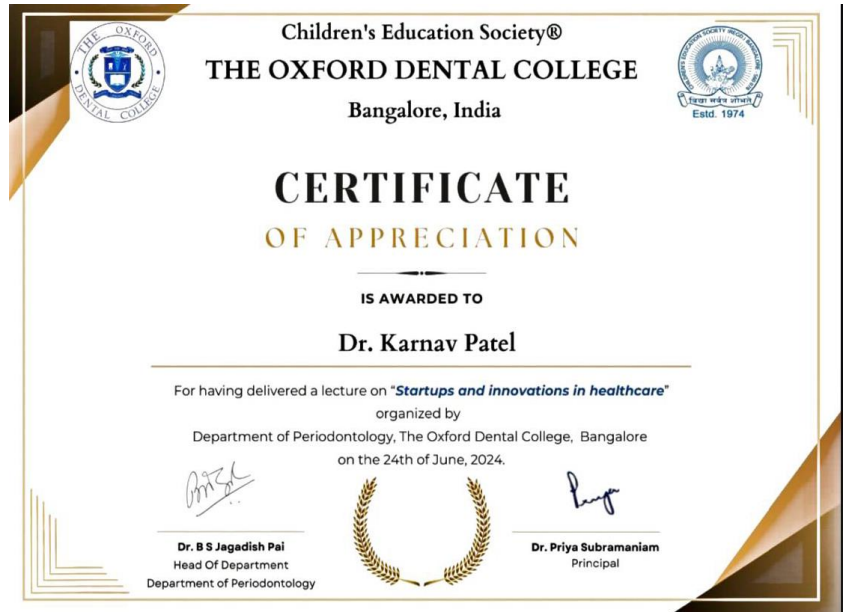 Children's Education Society®
THE OXFORD DENTAL COLLEGE
Bangalore, India
THE OXFORD
DENTAL COLLEGE
विद्या सर्वत्र शोभते
Estd. 1974
CERTIFICATE
OF APPRECIATION
IS AWARDED TO
Dr. Karnav Patel
For having delivered a lecture on “Startups and innovations in healthcare”
organized by
Department of Periodontology, The Oxford Dental College, Bangalore
on the 24th of June, 2024.
Dr. B S Jagadish Pai
Head Of Department
Department of Periodontology
Dr. Priya Subramaniam
Principal